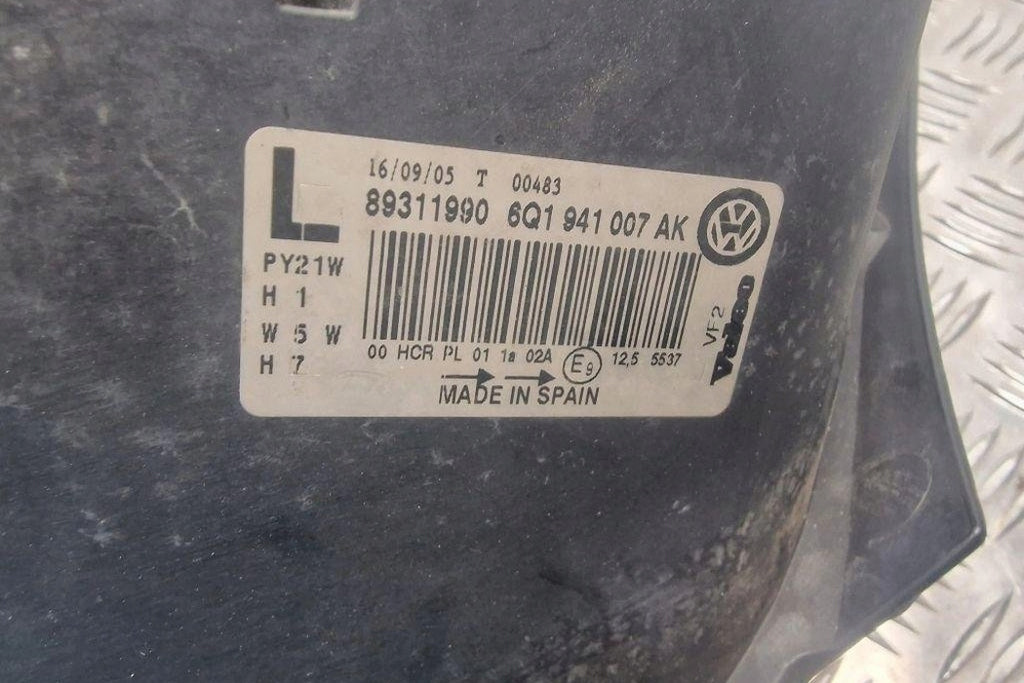 L
16/09/05 T 00483
89311990 6Q1 941 007 AK
PY21W
H 1
W 5 W
H 7
00 HCR PL 01 1a 02A E9 12,5 5537
MADE IN SPAIN
VF2
Valeo